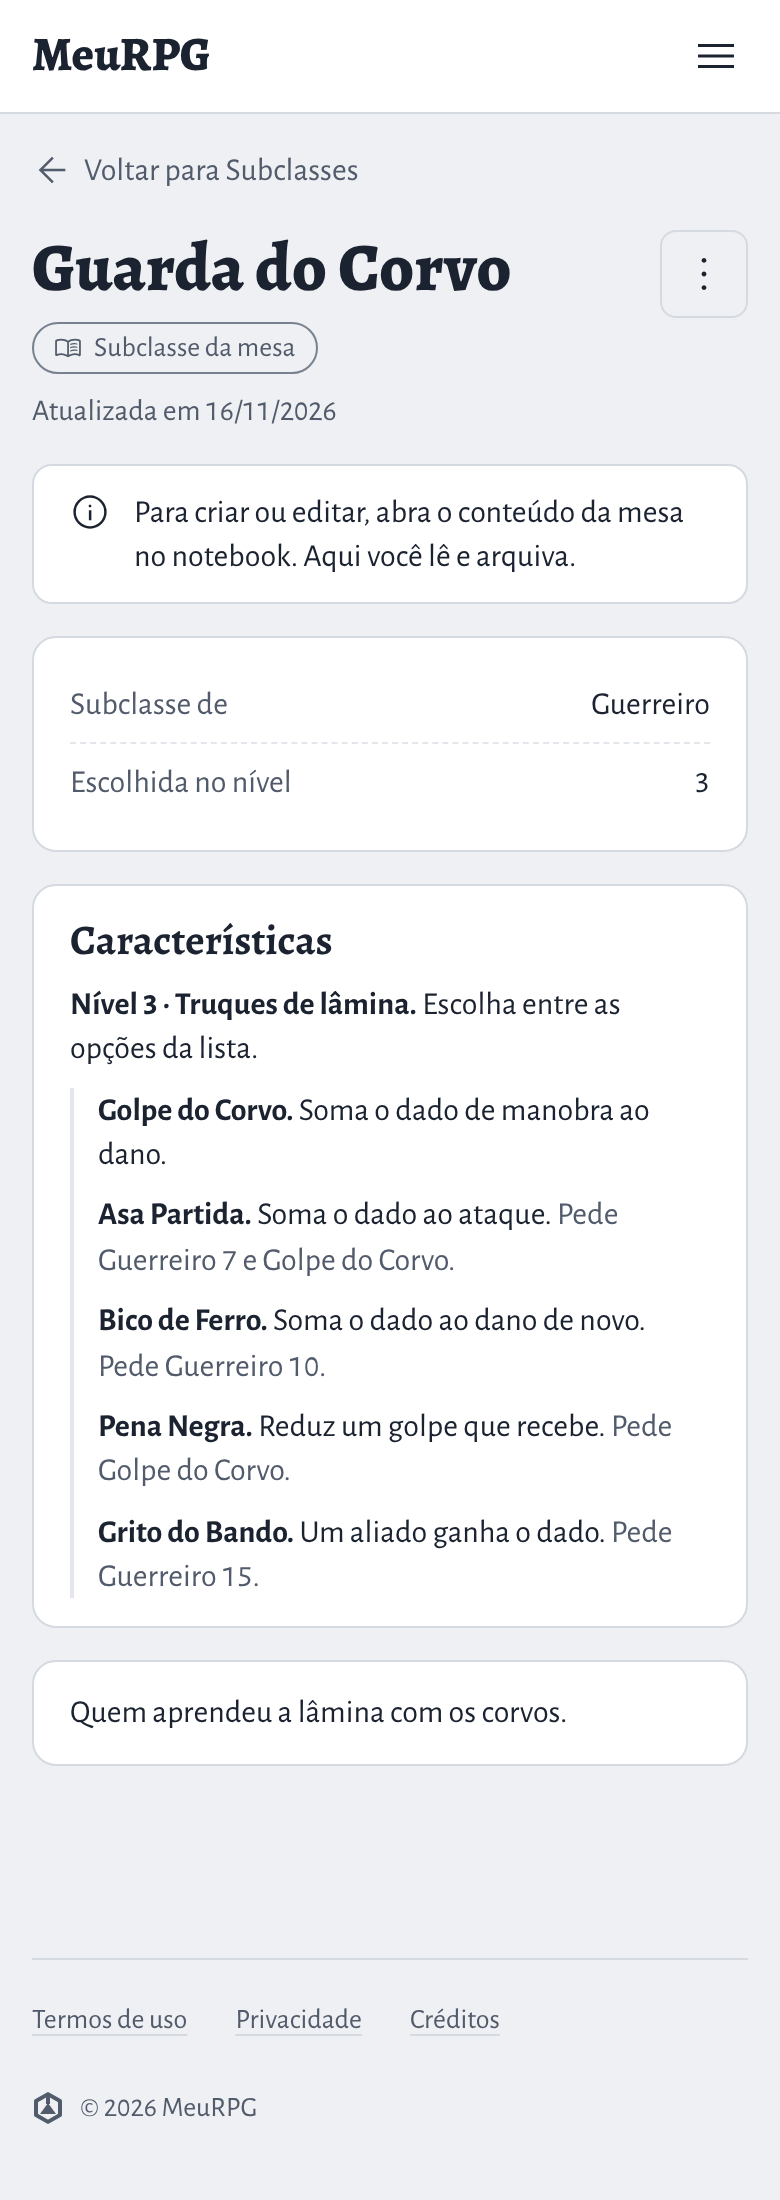 MeuRPG
Voltar para Subclasses
Guarda do Corvo
Subclasse da mesa
Atualizada em 16/11/2026
Para criar ou editar, abra o conteúdo da mesa
no notebook. Aqui você lê e arquiva.
Subclasse de Guerreiro
Escolhida no nível 3
Características
Nível 3 · Truques de lâmina. Escolha entre as
opções da lista.
Golpe do Corvo. Soma o dado de manobra ao
dano.
Asa Partida. Soma o dado ao ataque. Pede
Guerreiro 7 e Golpe do Corvo.
Bico de Ferro. Soma o dado ao dano de novo.
Pede Guerreiro 10.
Pena Negra. Reduz um golpe que recebe. Pede
Golpe do Corvo.
Grito do Bando. Um aliado ganha o dado. Pede
Guerreiro 15.
Quem aprendeu a lâmina com os corvos.
Termos de uso Privacidade Créditos
© 2026 MeuRPG